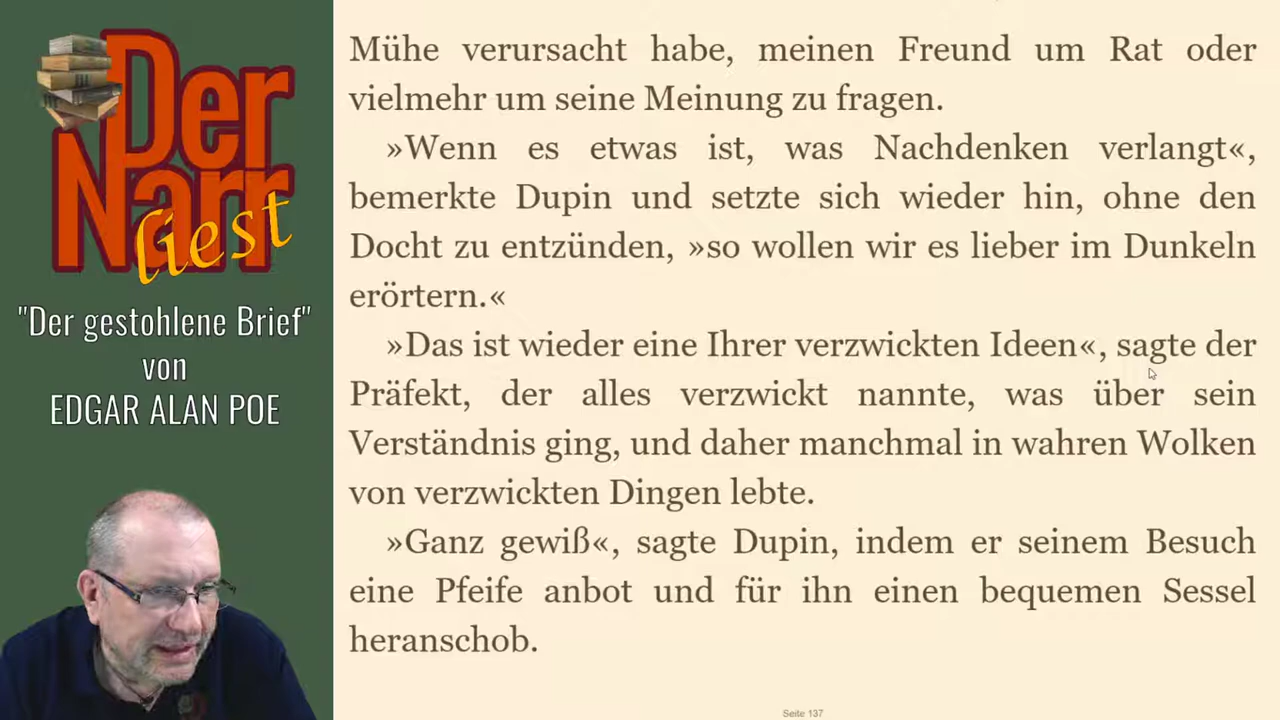 Der
Narr
liest
"Der gestohlene Brief"
von
EDGAR ALAN POE
Mühe verursacht habe, meinen Freund um Rat oder
vielmehr um seine Meinung zu fragen.
»Wenn es etwas ist, was Nachdenken verlangt«,
bemerkte Dupin und setzte sich wieder hin, ohne den
Docht zu entzünden, »so wollen wir es lieber im Dunkeln
erörtern.«
»Das ist wieder eine Ihrer verzwickten Ideen«, sagte der
Präfekt, der alles verzwickt nannte, was über sein
Verständnis ging, und daher manchmal in wahren Wolken
von verzwickten Dingen lebte.
»Ganz gewiß«, sagte Dupin, indem er seinem Besuch
eine Pfeife anbot und für ihn einen bequemen Sessel
heranschob.
Seite 137